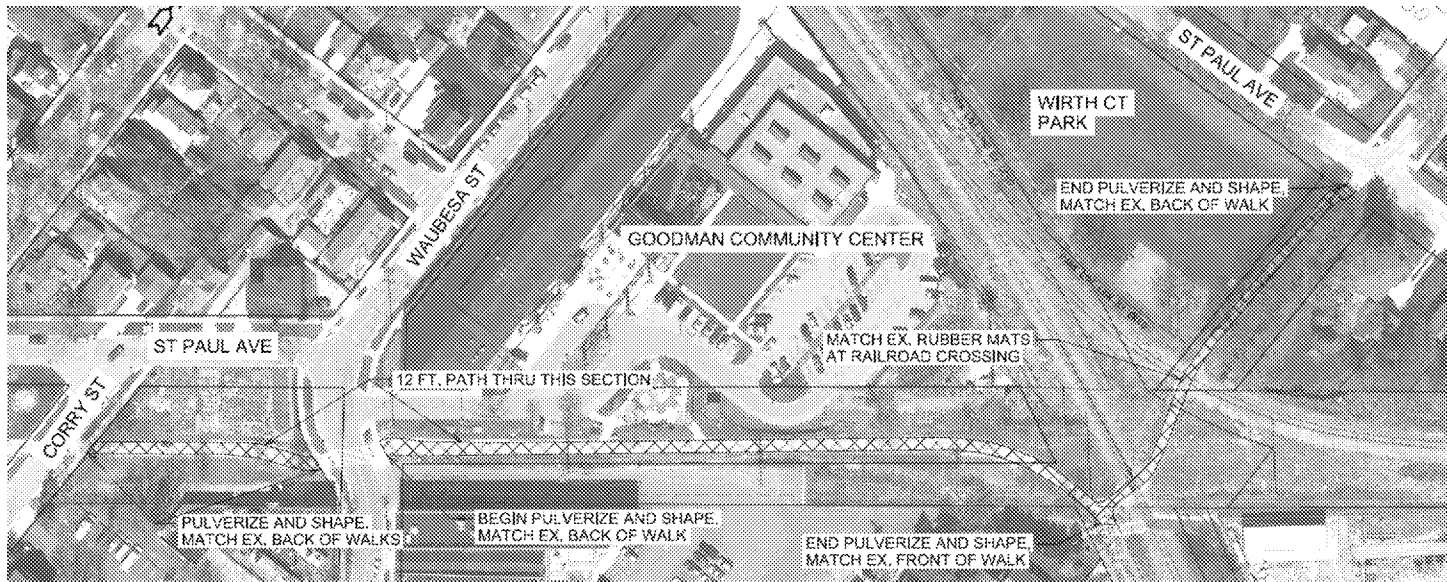 ST PAUL AVE
WIRTH CT
PARK
WAUBESA ST
END PULVERIZE AND SHAPE,
MATCH EX. BACK OF WALK
GOODMAN COMMUNITY CENTER
ST PAUL AVE
MATCH EX. RUBBER MATS
AT RAILROAD CROSSING
12 FT. PATH THRU THIS SECTION
CORRY ST
PULVERIZE AND SHAPE,
MATCH EX. BACK OF WALKS
BEGIN PULVERIZE AND SHAPE,
MATCH EX. BACK OF WALK
END PULVERIZE AND SHAPE,
MATCH EX. FRONT OF WALK